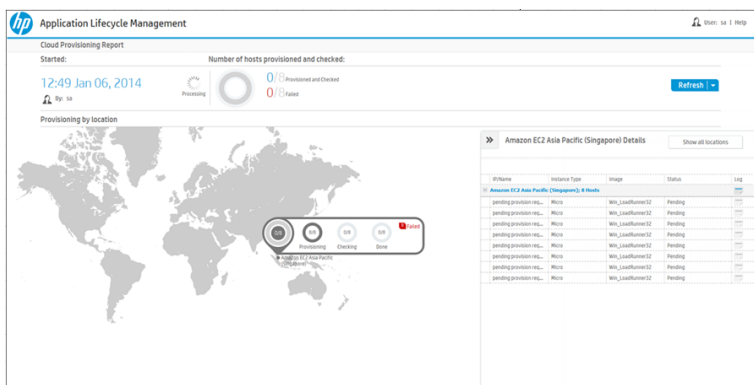 hp Application Lifecycle Management
User: sa | Help
Cloud Provisioning Report
Started:
Number of hosts provisioned and checked:
12:49 Jan 06, 2014
By: sa
Processing
0/8 Provisioned and Checked
0/8 Failed
Refresh
Provisioning by location
Amazon EC2 Asia Pacific (Singapore) Details
Show all locations
IP/Name Instance Type Image Status Log
Amazon EC2 Asia Pacific (Singapore); 8 Hosts
pending provision req... Micro Win_LoadRunner32 Pending
pending provision req... Micro Win_LoadRunner32 Pending
pending provision req... Micro Win_LoadRunner32 Pending
pending provision req... Micro Win_LoadRunner32 Pending
pending provision req... Micro Win_LoadRunner32 Pending
pending provision req... Micro Win_LoadRunner32 Pending
pending provision req... Micro Win_LoadRunner32 Pending
pending provision req... Micro Win_LoadRunner32 Pending
0/8 0/8 0/8
Provisioning Checking Done
Failed
Amazon EC2 Asia Pacific
(Singapore)